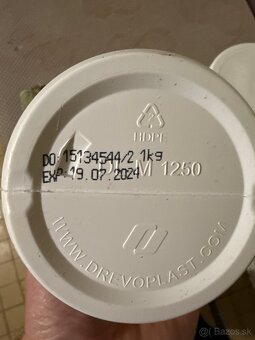 HDPE
DO: 15134544/2 1kg
EXP 19.07.2024
M 1250
WWW.DREVOPLAST.COM
bazos.sk